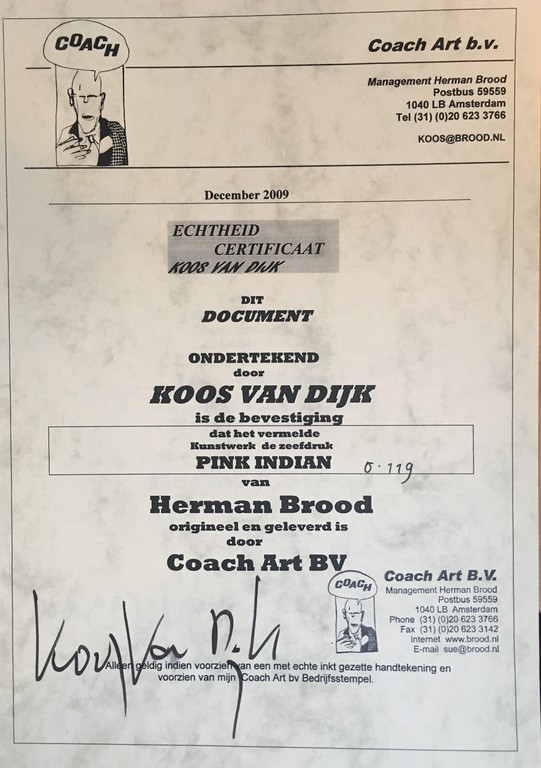 COACH
Coach Art b.v.
Management Herman Brood
Postbus 59559
1040 LB Amsterdam
Tel (31) (0)20 623 3766
KOOS@BROOD.NL
December 2009
ECHTHEID
CERTIFICAAT
KOOS VAN DIJK
DIT
DOCUMENT
ONDERTEKEND
door
KOOS VAN DIJK
is de bevestiging
dat het vermelde
Kunstwerk de zeefdruk
PINK INDIAN 0.119
van
Herman Brood
origineel en geleverd is
door
Coach Art BV
COACH
Coach Art B.V.
Management Herman Brood
Postbus 59559
1040 LB Amsterdam
Phone (31) (0)20 623 3766
Fax (31) (0)20 623 3142
Internet www.brood.nl
E-mail sue@brood.nl
Koos Van Dijk
Alleen geldig indien voorzien van een met echte inkt gezette handtekening en
voorzien van mijn Coach Art bv Bedrijfsstempel.